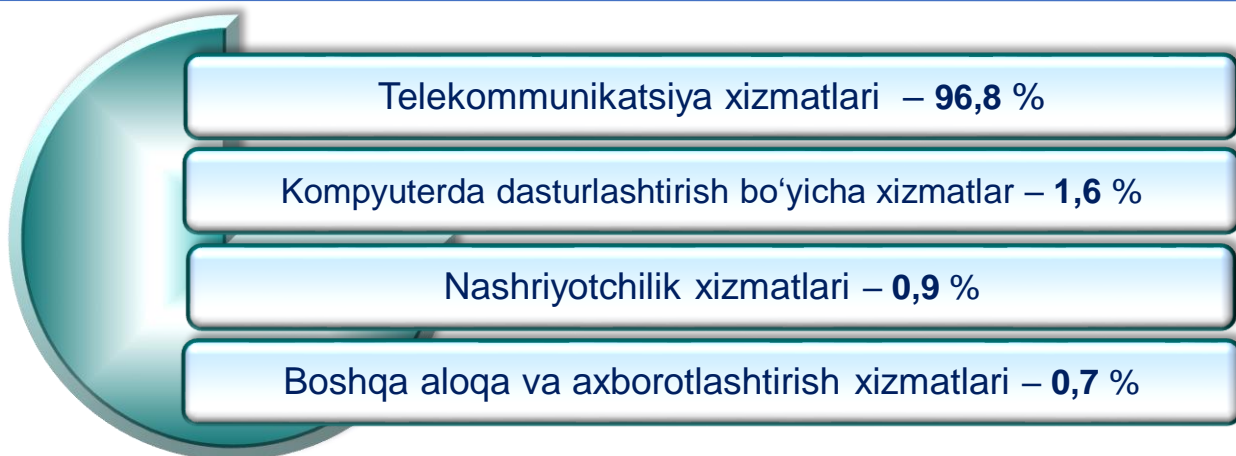 Telekommunikatsiya xizmatlari – 96,8 %
Kompyuterda dasturlashtirish bo‘yicha xizmatlar – 1,6 %
Nashriyotchilik xizmatlari – 0,9 %
Boshqa aloqa va axborotlashtirish xizmatlari – 0,7 %